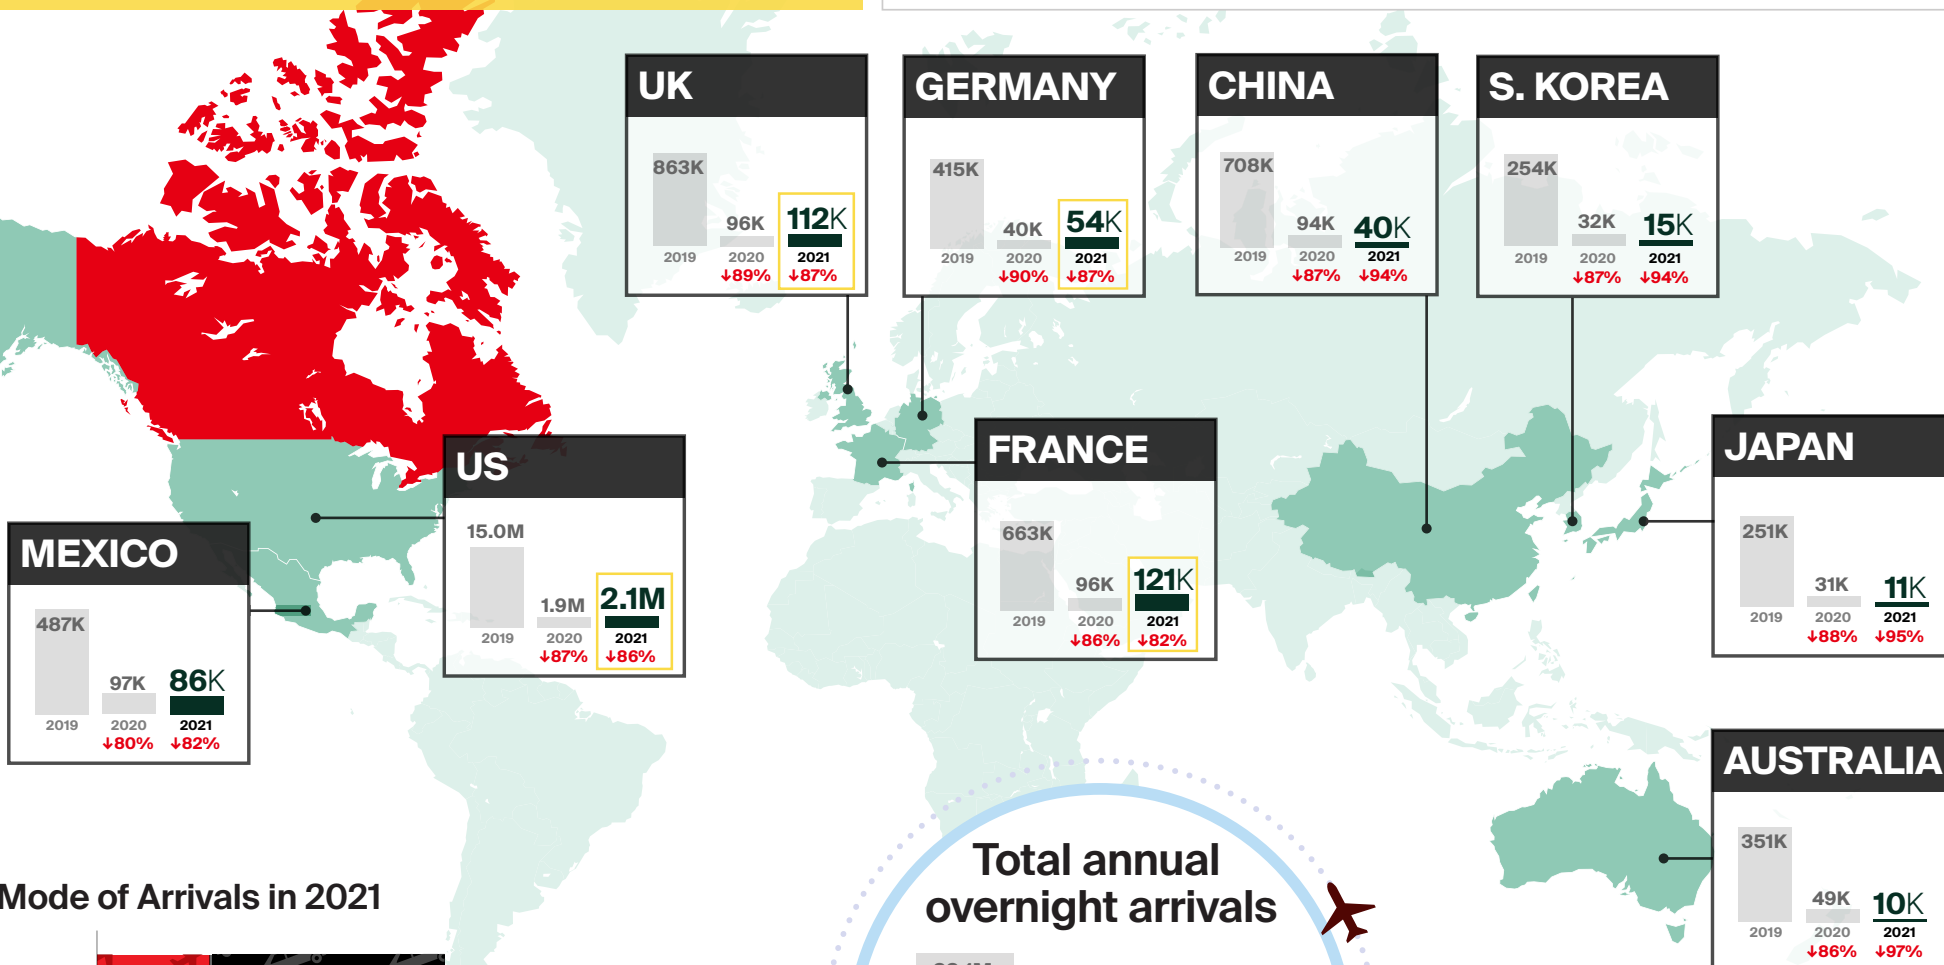 UK
863K
96K
112K
2019
2020
2021
↓89%
↓87%
GERMANY
415K
40K
54K
2019
2020
2021
↓90%
↓87%
CHINA
708K
94K
40K
2019
2020
2021
↓87%
↓94%
S. KOREA
254K
32K
15K
2019
2020
2021
↓87%
↓94%
US
15.0M
1.9M
2.1M
2019
2020
2021
↓87%
↓86%
MEXICO
487K
97K
86K
2019
2020
2021
↓80%
↓82%
FRANCE
663K
96K
121K
2019
2020
2021
↓86%
↓82%
JAPAN
251K
31K
11K
2019
2020
2021
↓88%
↓95%
AUSTRALIA
351K
49K
10K
2019
2020
2021
↓86%
↓97%
Mode of Arrivals in 2021
Total annual
overnight arrivals